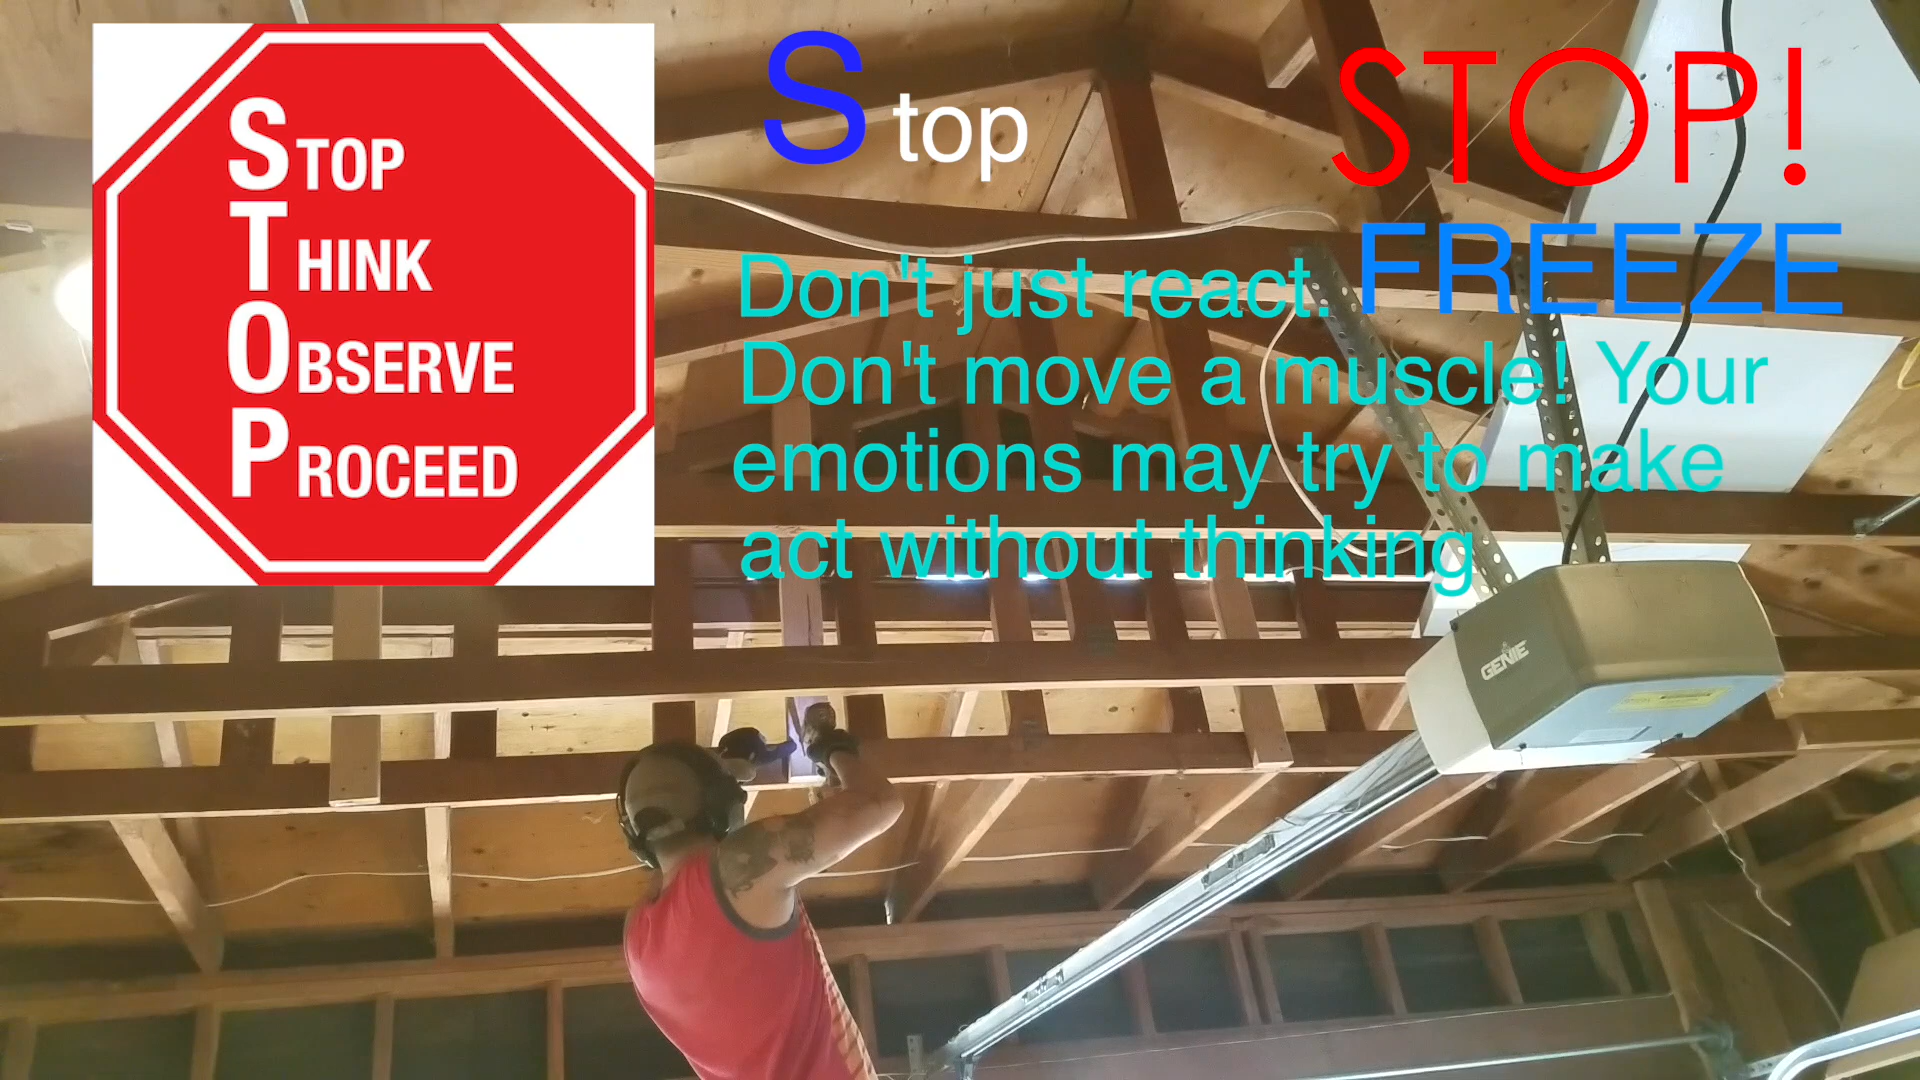 STOP
THINK
OBSERVE
PROCEED
Stop
STOP!
Don't just react. FREEZE
Don't move a muscle! Your
emotions may try to make
act without thinking
GENIE